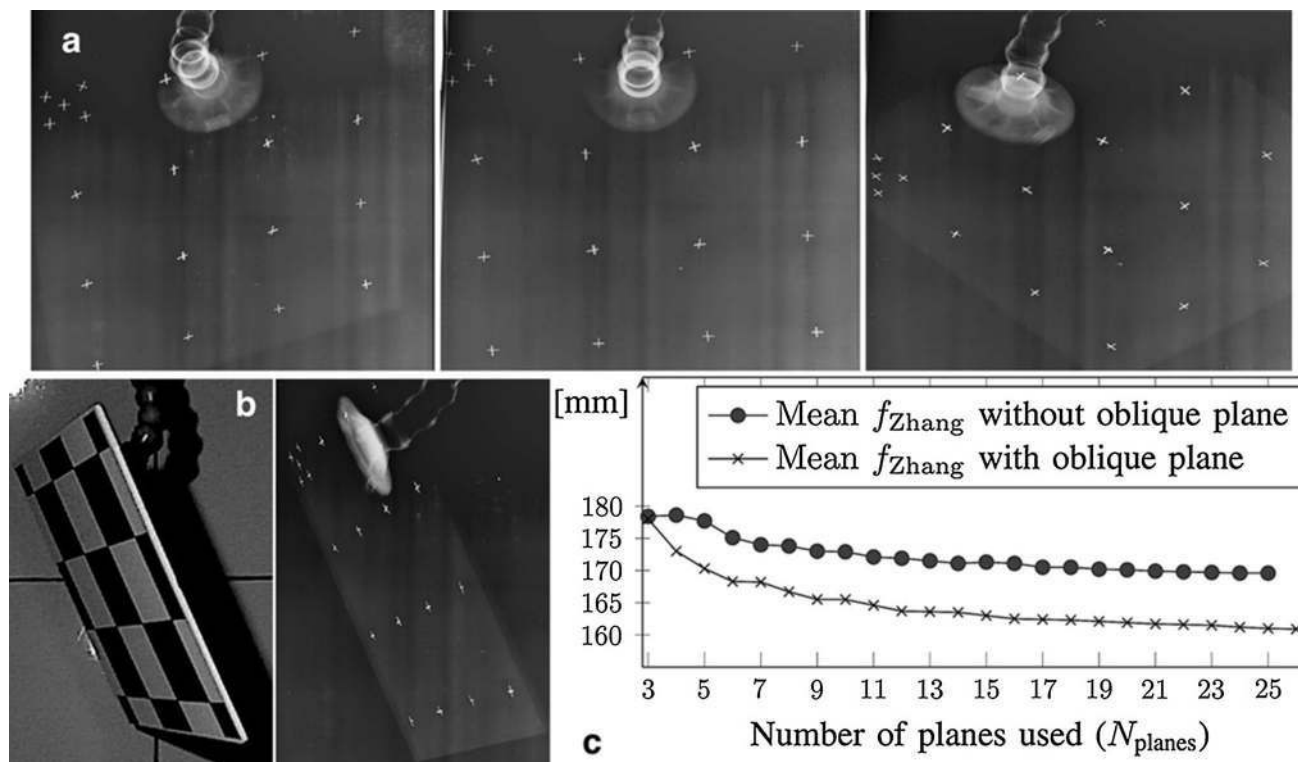 a
b
[mm]
Mean f_Zhang without oblique plane
Mean f_Zhang with oblique plane
180
175
170
165
160
3 5 7 9 11 13 15 17 19 21 23 25
Number of planes used (N_planes)
c